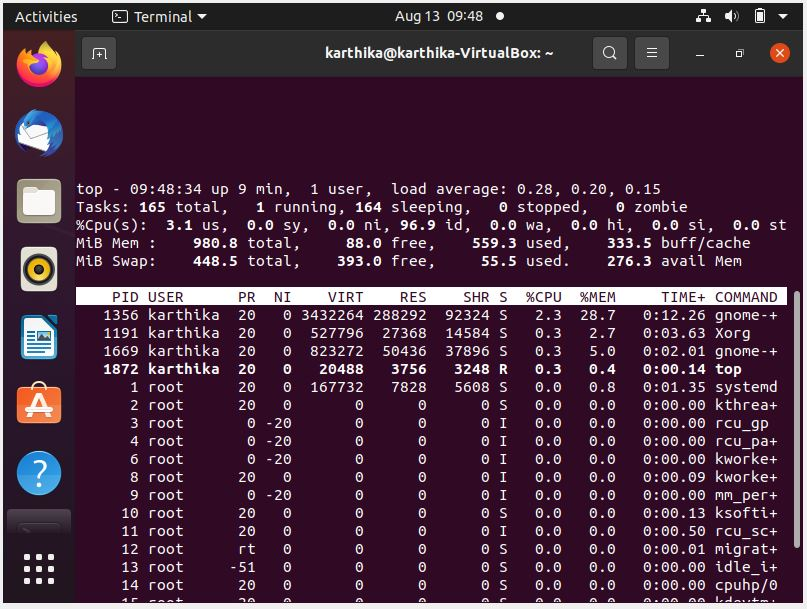 Activities Terminal Aug 13 09:48
karthika@karthika-VirtualBox: ~
top - 09:48:34 up 9 min,  1 user,  load average: 0.28, 0.20, 0.15
Tasks: 165 total,   1 running, 164 sleeping,   0 stopped,   0 zombie
%Cpu(s):  3.1 us,  0.0 sy,  0.0 ni, 96.9 id,  0.0 wa,  0.0 hi,  0.0 si,  0.0 st
MiB Mem :    980.8 total,     88.0 free,    559.3 used,    333.5 buff/cache
MiB Swap:    448.5 total,    393.0 free,     55.5 used.    276.3 avail Mem
PID USER      PR  NI    VIRT    RES    SHR S  %CPU  %MEM     TIME+ COMMAND
1356 karthika  20   0 3432264 288292  92324 S   2.3  28.7   0:12.26 gnome-+
1191 karthika  20   0  527796  27368  14584 S   0.3   2.7   0:03.63 Xorg
1669 karthika  20   0  823272  50436  37896 S   0.3   5.0   0:02.01 gnome-+
1872 karthika  20   0   20488   3756   3248 R   0.3   0.4   0:00.14 top
1 root      20   0  167732   7828   5608 S   0.0   0.8   0:01.35 systemd
2 root      20   0       0      0      0 S   0.0   0.0   0:00.00 kthrea+
3 root       0 -20       0      0      0 I   0.0   0.0   0:00.00 rcu_gp
4 root       0 -20       0      0      0 I   0.0   0.0   0:00.00 rcu_pa+
6 root       0 -20       0      0      0 I   0.0   0.0   0:00.00 kworke+
8 root      20   0       0      0      0 I   0.0   0.0   0:00.09 kworke+
9 root       0 -20       0      0      0 I   0.0   0.0   0:00.00 mm_per+
10 root      20   0       0      0      0 S   0.0   0.0   0:00.13 ksofti+
11 root      20   0       0      0      0 I   0.0   0.0   0:00.50 rcu_sc+
12 root      rt   0       0      0      0 S   0.0   0.0   0:00.01 migrat+
13 root     -51   0       0      0      0 S   0.0   0.0   0:00.00 idle_i+
14 root      20   0       0      0      0 S   0.0   0.0   0:00.00 cpuhp/0
15 root      20   0       0      0      0 S   0.0   0.0   0:00.00 kdevtm+